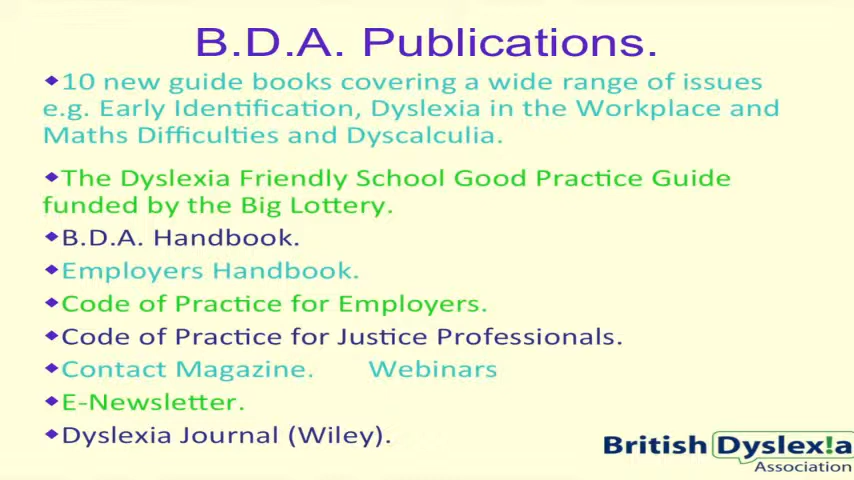 B.D.A. Publications.
◆10 new guide books covering a wide range of issues
e.g. Early Identification, Dyslexia in the Workplace and
Maths Difficulties and Dyscalculia.
◆The Dyslexia Friendly School Good Practice Guide
funded by the Big Lottery.
◆B.D.A. Handbook.
◆Employers Handbook.
◆Code of Practice for Employers.
◆Code of Practice for Justice Professionals.
◆Contact Magazine. Webinars
◆E-Newsletter.
◆Dyslexia Journal (Wiley).
British Dyslex!a
Association